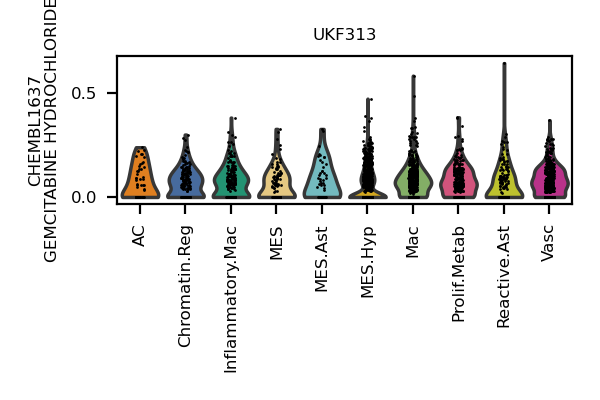 UKF313
CHEMBL1637
GEMCITABINE HYDROCHLORIDE
0.5
0.0
AC
Chromatin.Reg
Inflammatory.Mac
MES
MES.Ast
MES.Hyp
Mac
Prolif.Metab
Reactive.Ast
Vasc